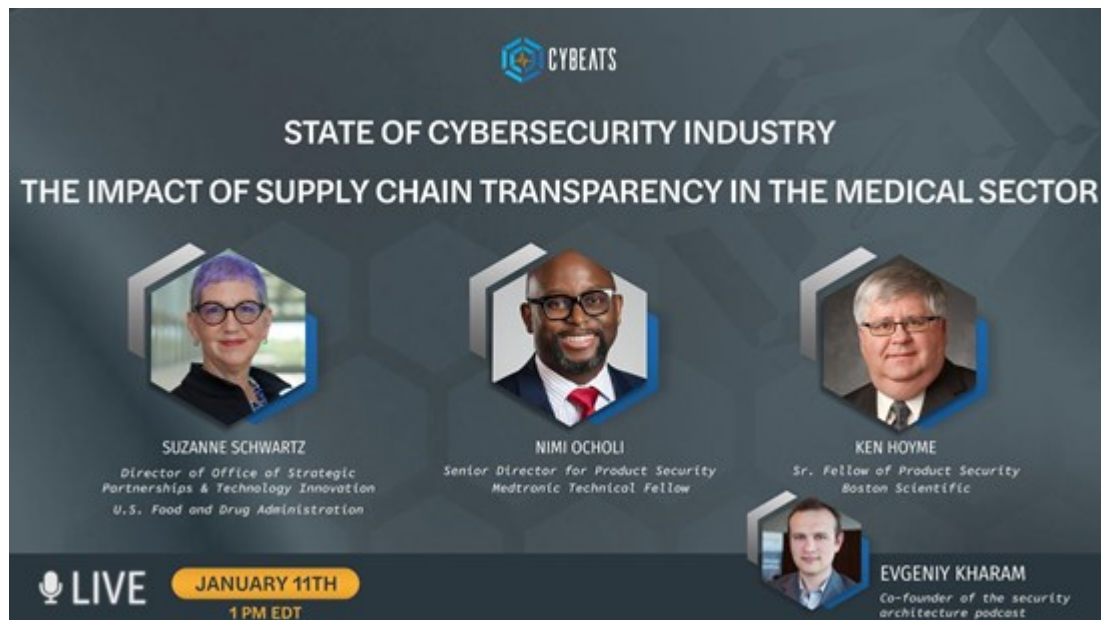 CYBEATS
STATE OF CYBERSECURITY INDUSTRY
THE IMPACT OF SUPPLY CHAIN TRANSPARENCY IN THE MEDICAL SECTOR
SUZANNE SCHWARTZ
Director of Office of Strategic
Partnerships & Technology Innovation
U.S. Food and Drug Administration
NIMI OCHOLI
Senior Director for Product Security
Medtronic Technical Fellow
KEN HOYME
Sr. Fellow of Product Security
Boston Scientific
LIVE
JANUARY 11TH
1 PM EDT
EVGENIY KHARAM
Co-founder of the security
architecture podcast